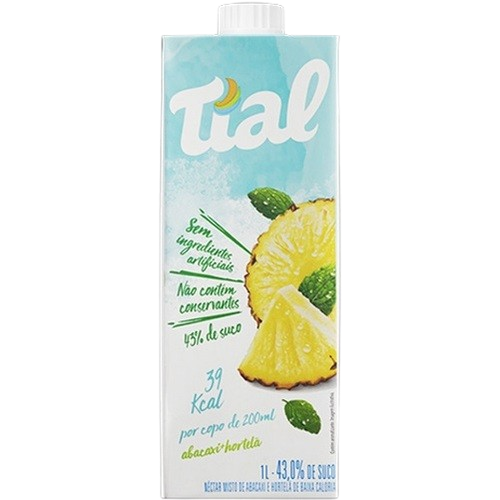 Tial
Sem
ingredientes
artificiais
Não contém
conservantes
43% de suco
39
Kcal
por copo de 200ml
abacaxi+hortelã
1L - 43,0% DE SUCO
NÉCTAR MISTO DE ABACAXI E HORTELÃ DE BAIXA CALORIA